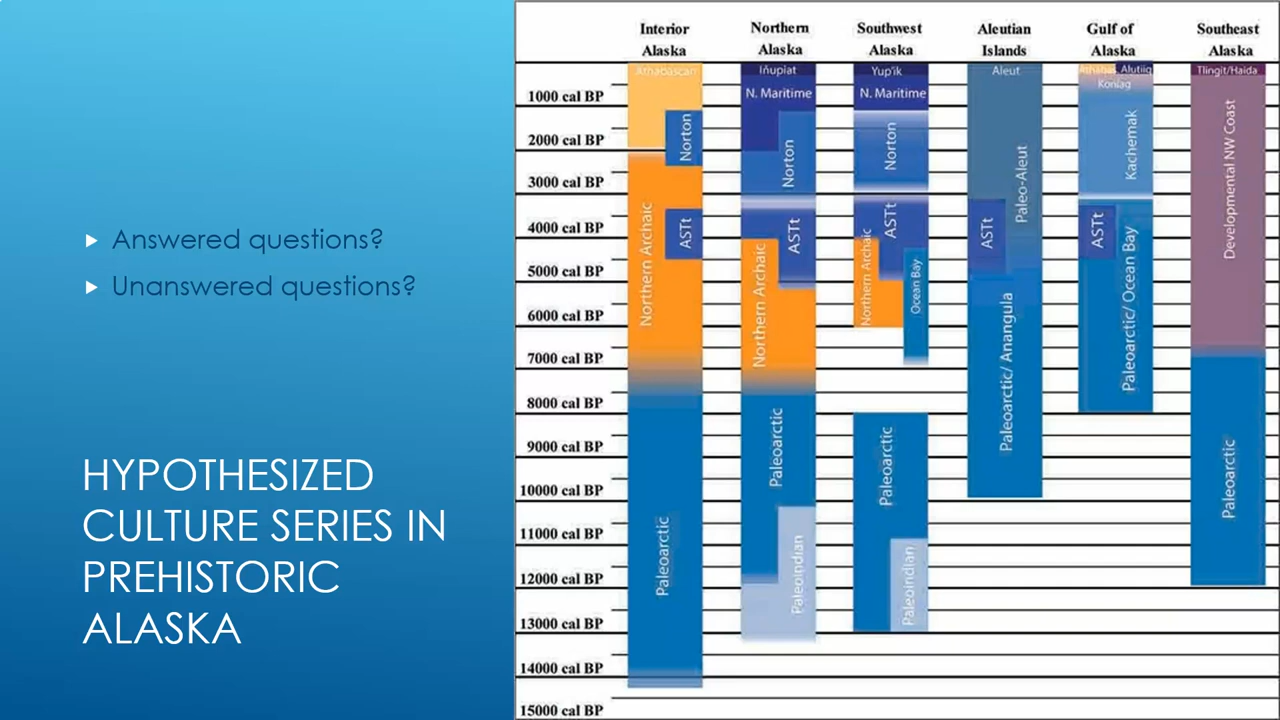 Answered questions?
Unanswered questions?
HYPOTHESIZED
CULTURE SERIES IN
PREHISTORIC
ALASKA
Interior Alaska
Northern Alaska
Southwest Alaska
Aleutian Islands
Gulf of Alaska
Southeast Alaska
1000 cal BP
2000 cal BP
3000 cal BP
4000 cal BP
5000 cal BP
6000 cal BP
7000 cal BP
8000 cal BP
9000 cal BP
10000 cal BP
11000 cal BP
12000 cal BP
13000 cal BP
14000 cal BP
15000 cal BP
Athabascan
Norton
Northern Archaic
ASTt
Paleoarctic
Iñupiat
N. Maritime
Norton
ASTt
Northern Archaic
Paleoarctic
Paleoindian
Yup'ik
N. Maritime
Norton
ASTt
Northern Archaic
Ocean Bay
Paleoarctic
Paleoindian
Aleut
Paleo-Aleut
ASTt
Paleoarctic/ Anangula
Alutiiq
Koniag
Kachemak
ASTt
Paleoarctic/ Ocean Bay
Tlingit/Haida
Developmental NW Coast
Paleoarctic